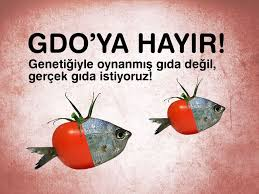 GDO'YA HAYIR!
Genetiğiyle oynanmış gıda değil,
gerçek gıda istiyoruz!